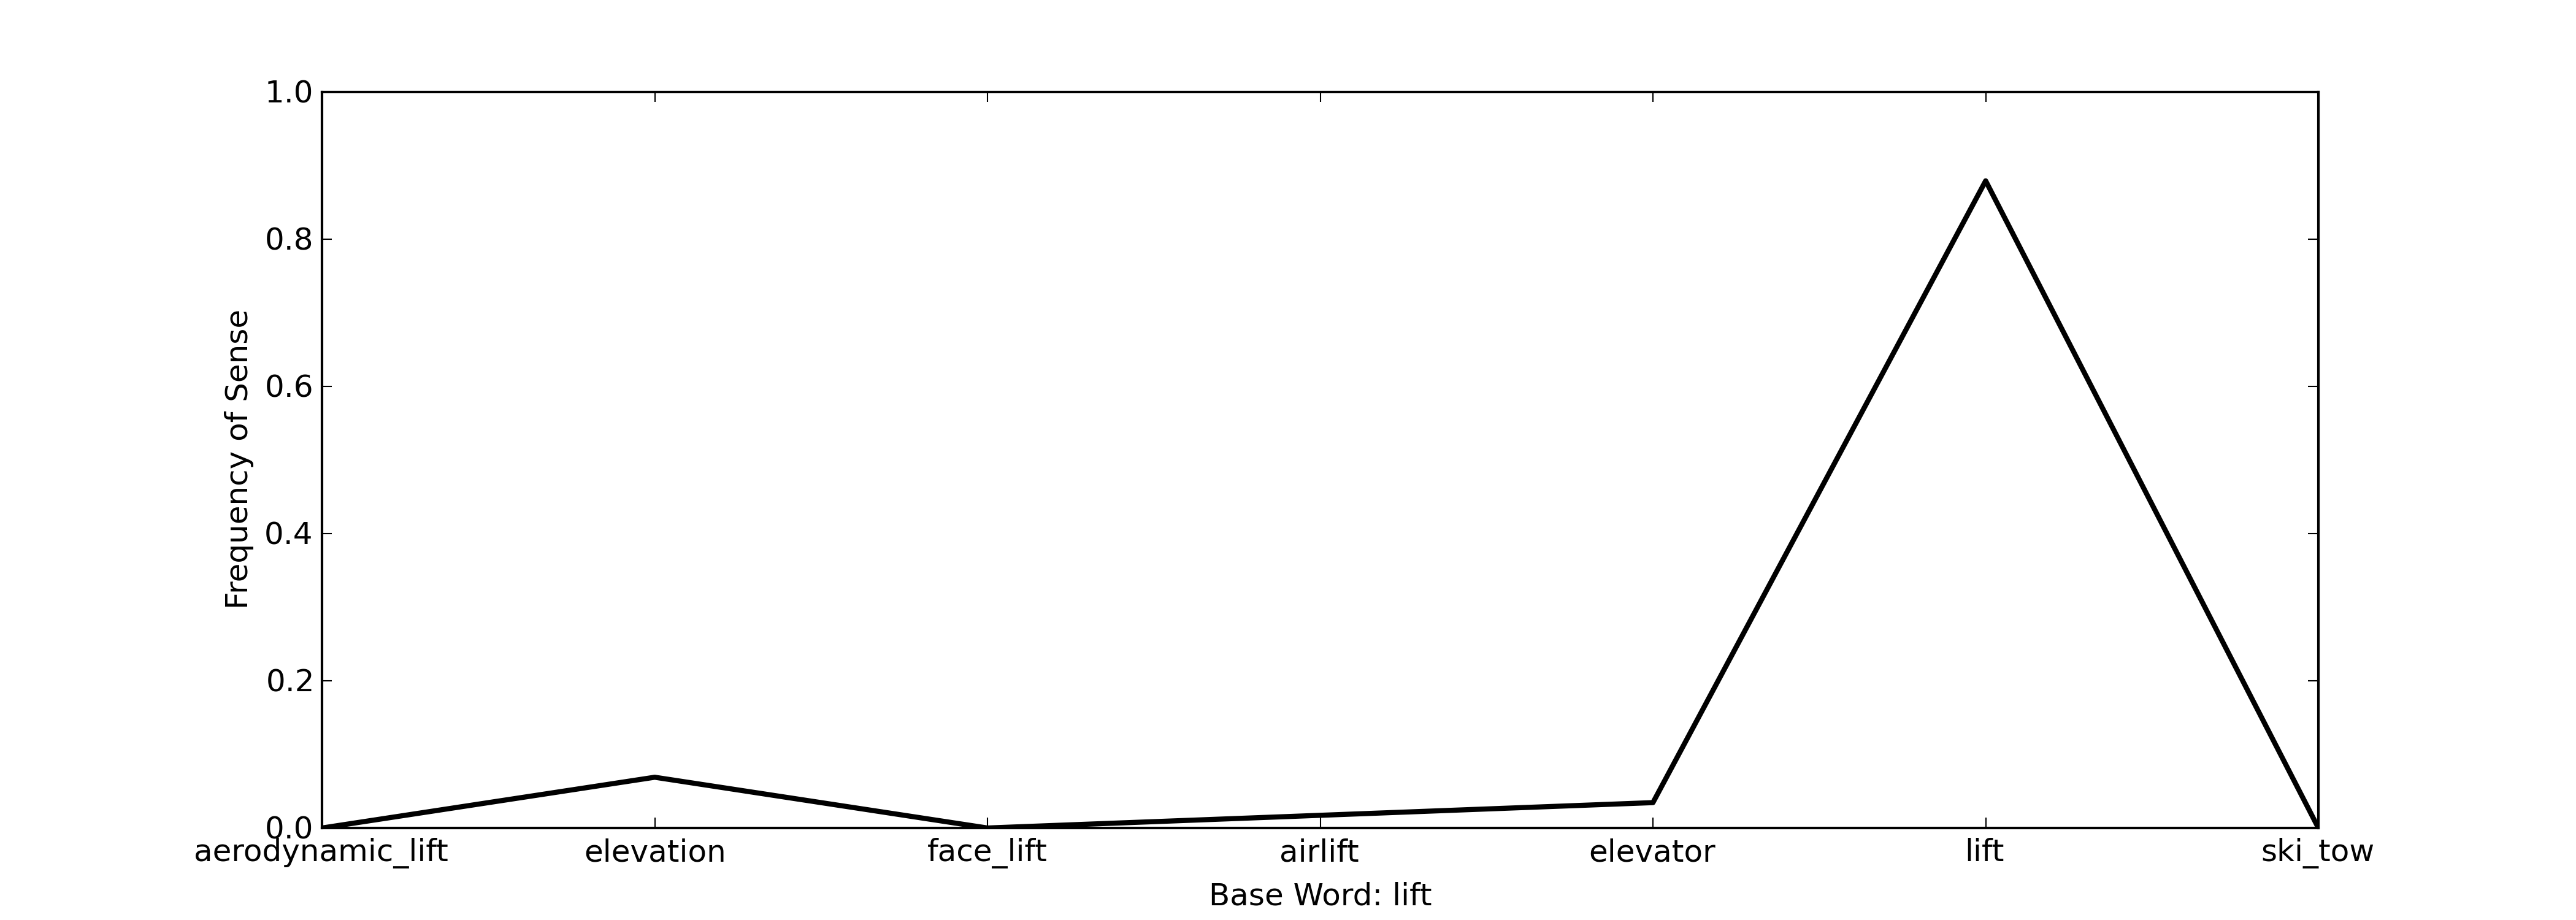 1.0
0.8
0.6
0.4
0.2
0.0
Frequency of Sense
aerodynamic_lift elevation face_lift airlift elevator lift ski_tow
Base Word: lift